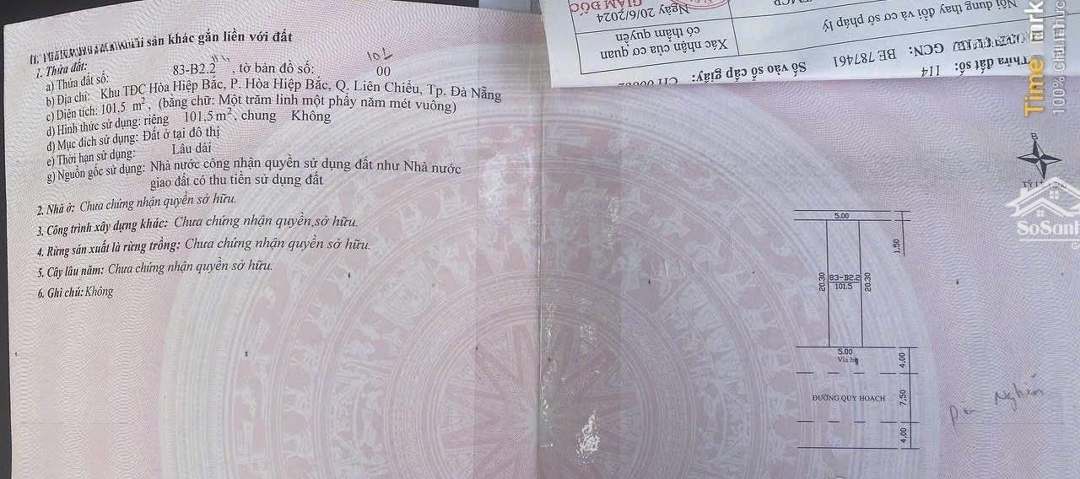 sản khác gắn liền với đất
1. Thửa đất:
a) Thửa đất số: 83-B2.2, tờ bản đồ số: 00
b) Địa chỉ: Khu TĐC Hòa Hiệp Bắc, P. Hòa Hiệp Bắc, Q. Liên Chiểu, Tp. Đà Nẵng
c) Diện tích: 101.5 m², (bằng chữ: Một trăm linh một phẩy năm mét vuông)
d) Hình thức sử dụng: riêng 101,5 m², chung Không
đ) Mục đích sử dụng: Đất ở tại đô thị
e) Thời hạn sử dụng: Lâu dài
g) Nguồn gốc sử dụng: Nhà nước công nhận quyền sử dụng đất như Nhà nước
giao đất có thu tiền sử dụng đất
2. Nhà ở: Chưa chứng nhận quyền sở hữu.
3. Công trình xây dựng khác: Chưa chứng nhận quyền sở hữu.
4. Rừng sản xuất là rừng trồng: Chưa chứng nhận quyền sở hữu.
5. Cây lâu năm: Chưa chứng nhận quyền sở hữu.
6. Ghi chú: Không
Thửa đất số: 114
GCN: BE 787461
Số vào sổ cấp giấy: CH
Nội dung thay đổi và cơ sở pháp lý
Xác nhận của cơ quan
có thẩm quyền
Ngày 20/6/2024
GIÁM ĐỐC
TimePark
100% Chính Thức
B
SoSanh
5.00
1.50
20.30
83-B2.2
101.5
20.30
5.00
Vỉa hè
4.00
ĐƯỜNG QUY HOẠCH
7.50
4.00
Nghĩa